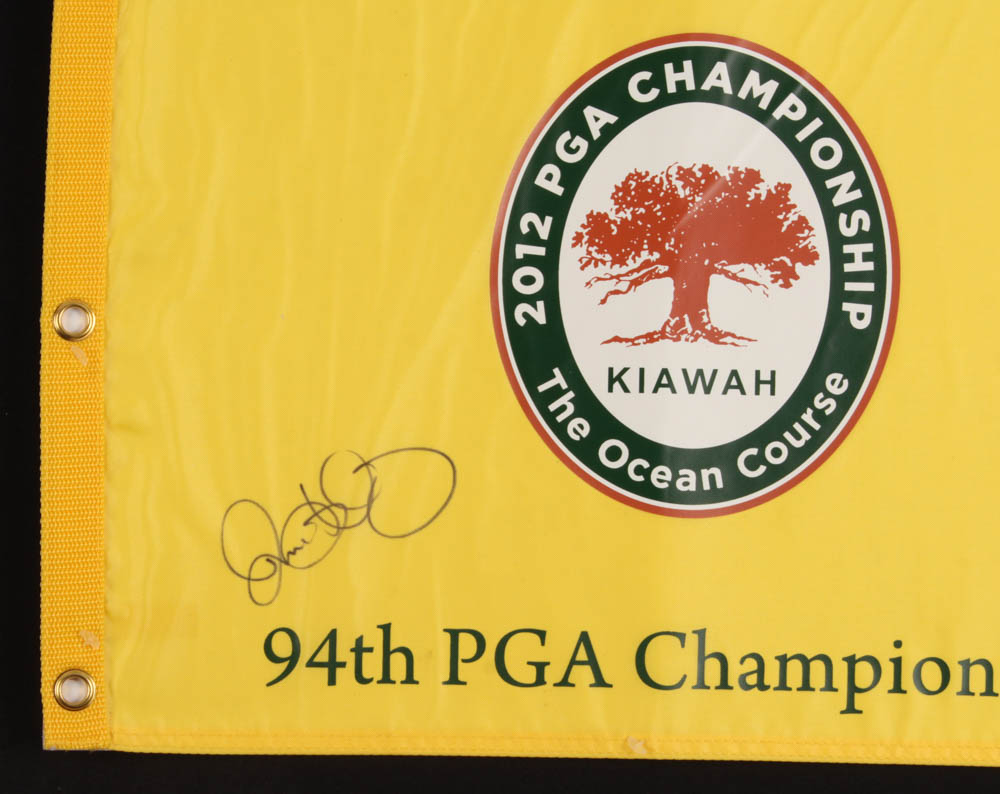 2012 PGA CHAMPIONSHIP
KIAWAH
The Ocean Course
94th PGA Champion